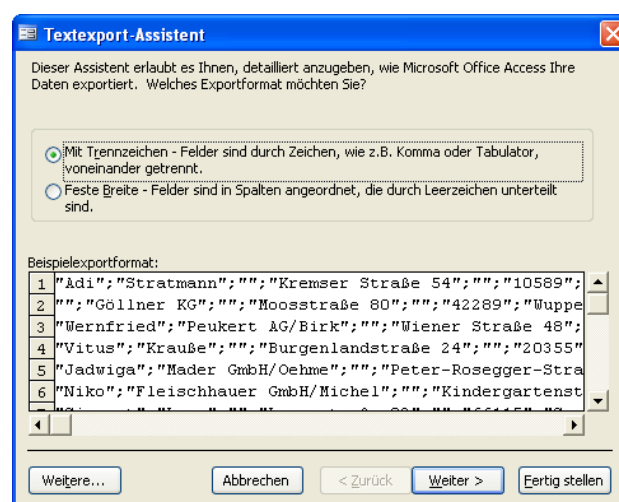 Textexport-Assistent
Dieser Assistent erlaubt es Ihnen, detailliert anzugeben, wie Microsoft Office Access Ihre
Daten exportiert. Welches Exportformat möchten Sie?
Mit Trennzeichen - Felder sind durch Zeichen, wie z.B. Komma oder Tabulator,
voneinander getrennt.
Feste Breite - Felder sind in Spalten angeordnet, die durch Leerzeichen unterteilt
sind.
Beispielexportformat:
1 "Adi";"Stratmann";"";"Kremser Straße 54";"";"10589";
2 "";"Göllner KG";"";"Moosstraße 80";"";"42289";"Wuppe
3 "Wernfried";"Peukert AG/Birk";"";"Wiener Straße 48";
4 "Vitus";"Krauße";"";"Burgenlandstraße 24";"";"20355"
5 "Jadwiga";"Mader GmbH/Oehme";"";"Peter-Rosegger-Stra
6 "Niko";"Fleischhauer GmbH/Michel";"";"Kindergartenst
Weitere... Abbrechen < Zurück Weiter > Fertig stellen